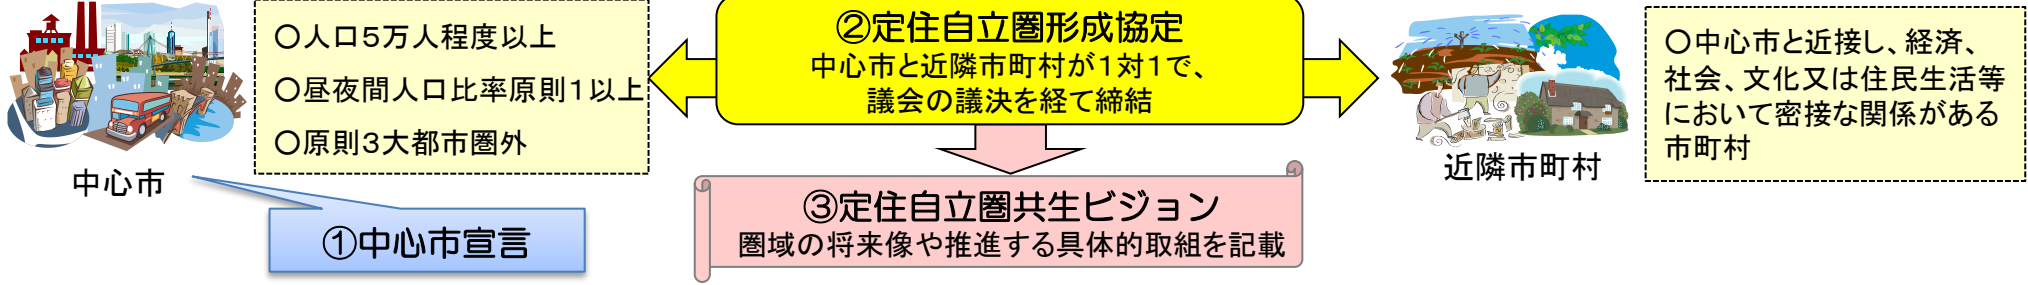 〇人口５万人程度以上
〇昼夜間人口比率原則１以上
〇原則３大都市圏外
中心市
①中心市宣言
②定住自立圏形成協定
中心市と近隣市町村が１対１で、
議会の議決を経て締結
③定住自立圏共生ビジョン
圏域の将来像や推進する具体的取組を記載
近隣市町村
〇中心市と近接し、経済、
社会、文化又は住民生活等
において密接な関係がある
市町村